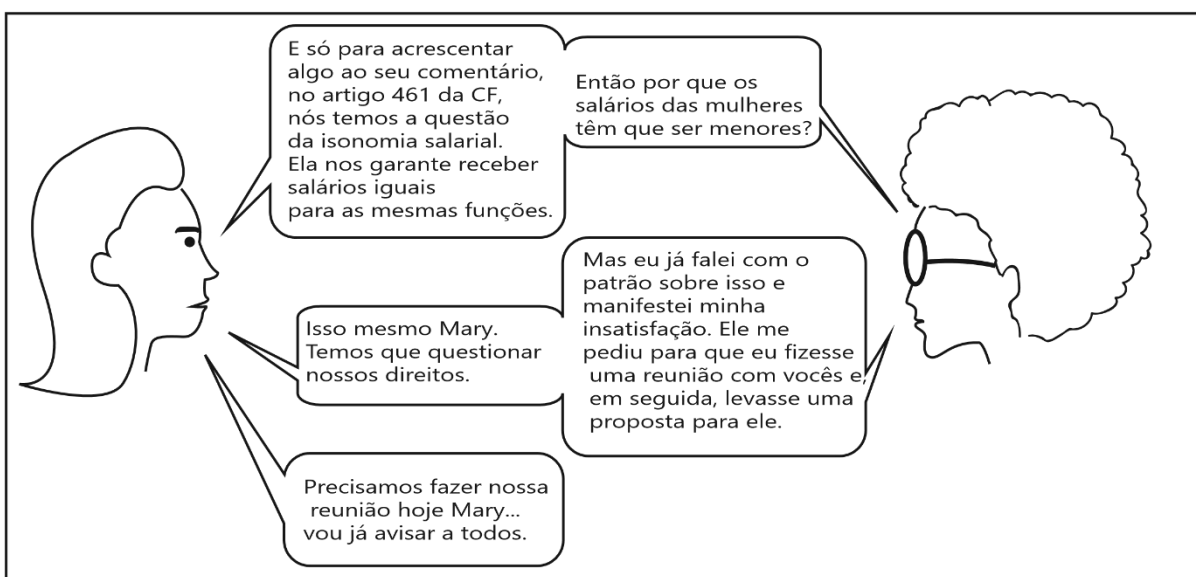 E só para acrescentar
algo ao seu comentário,
no artigo 461 da CF,
nós temos a questão
da isonomia salarial.
Ela nos garante receber
salários iguais
para as mesmas funções.
Então por que os
salários das mulheres
têm que ser menores?
Isso mesmo Mary.
Temos que questionar
nossos direitos.
Mas eu já falei com o
patrão sobre isso e
manifestei minha
insatisfação. Ele me
pediu para que eu fizesse
uma reunião com vocês e,
em seguida, levasse uma
proposta para ele.
Precisamos fazer nossa
reunião hoje Mary...
vou já avisar a todos.